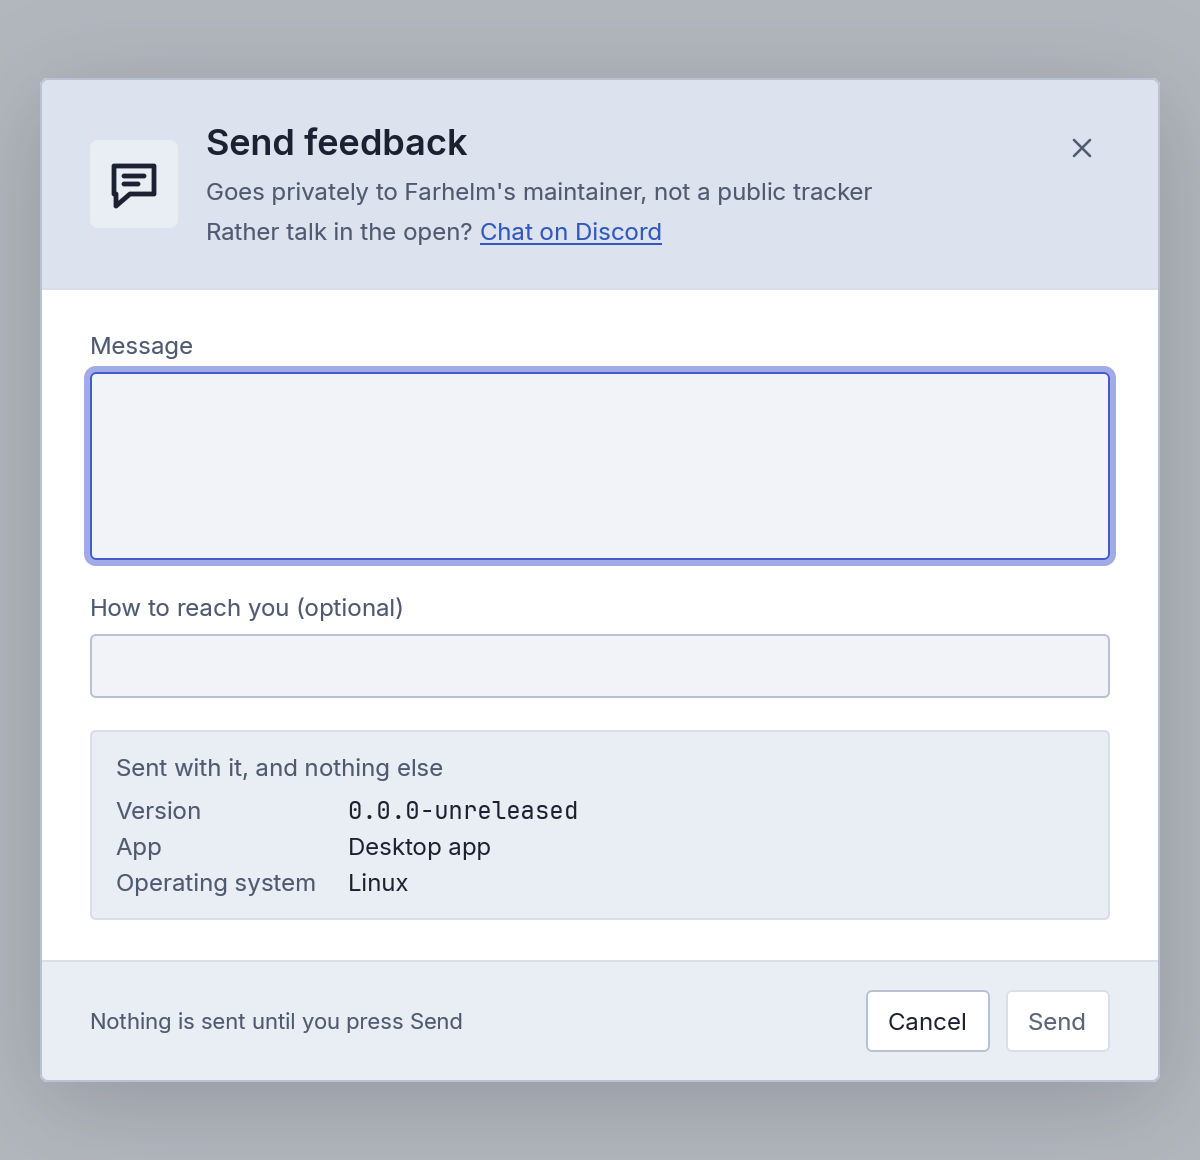 Send feedback
Goes privately to Farhelm's maintainer, not a public tracker
Rather talk in the open? Chat on Discord
Message
How to reach you (optional)
Sent with it, and nothing else
Version 0.0.0-unreleased
App Desktop app
Operating system Linux
Nothing is sent until you press Send
Cancel
Send